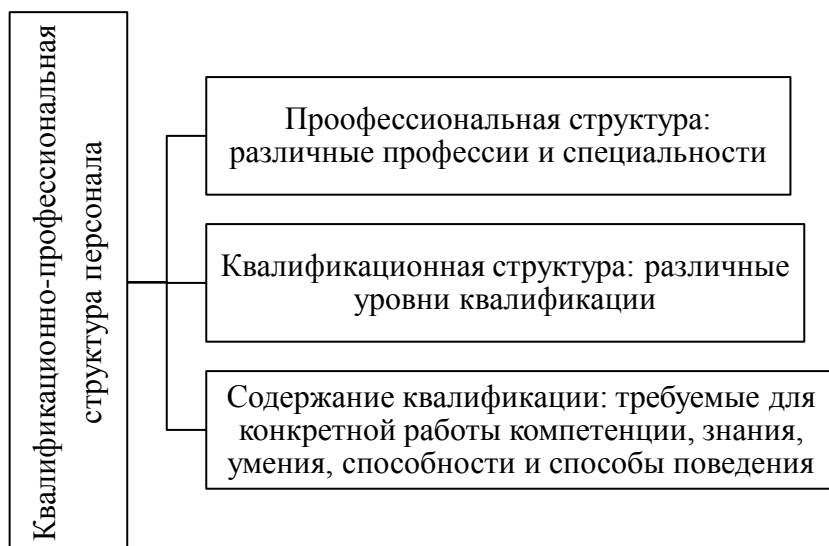 Квалификационно-профессиональная
структура персонала
Проофессиональная структура:
различные профессии и специальности
Квалификационная структура: различные
уровни квалификации
Содержание квалификации: требуемые для
конкретной работы компетенции, знания,
умения, способности и способы поведения